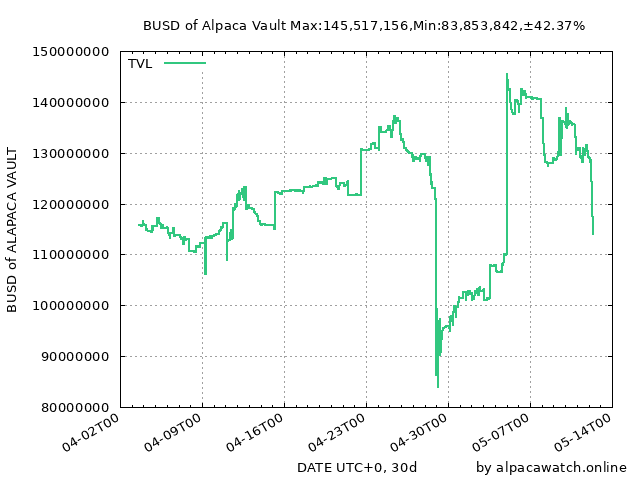 BUSD of Alpaca Vault Max:145,517,156,Min:83,853,842,±42.37%
150000000
TVL
140000000
130000000
120000000
110000000
100000000
90000000
80000000
BUSD of ALAPACA VAULT
04-02T00
04-09T00
04-16T00
04-23T00
04-30T00
05-07T00
05-14T00
DATE UTC+0, 30d
by alpacawatch.online